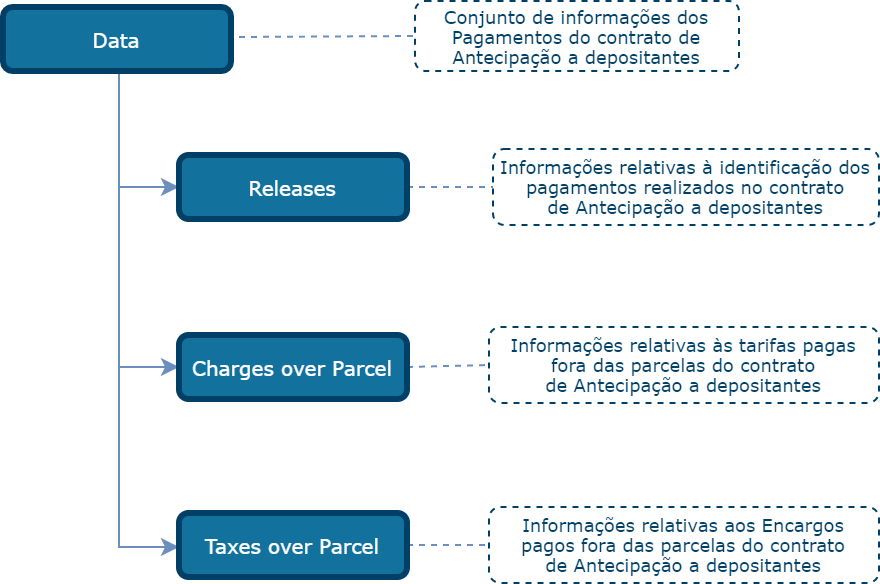 Data
Conjunto de informações dos
Pagamentos do contrato de
Antecipação a depositantes
Releases
Informações relativas à identificação dos
pagamentos realizados no contrato
de Antecipação a depositantes
Charges over Parcel
Informações relativas às tarifas pagas
fora das parcelas do contrato
de Antecipação a depositantes
Taxes over Parcel
Informações relativas aos Encargos
pagos fora das parcelas do contrato
de Antecipação a depositantes